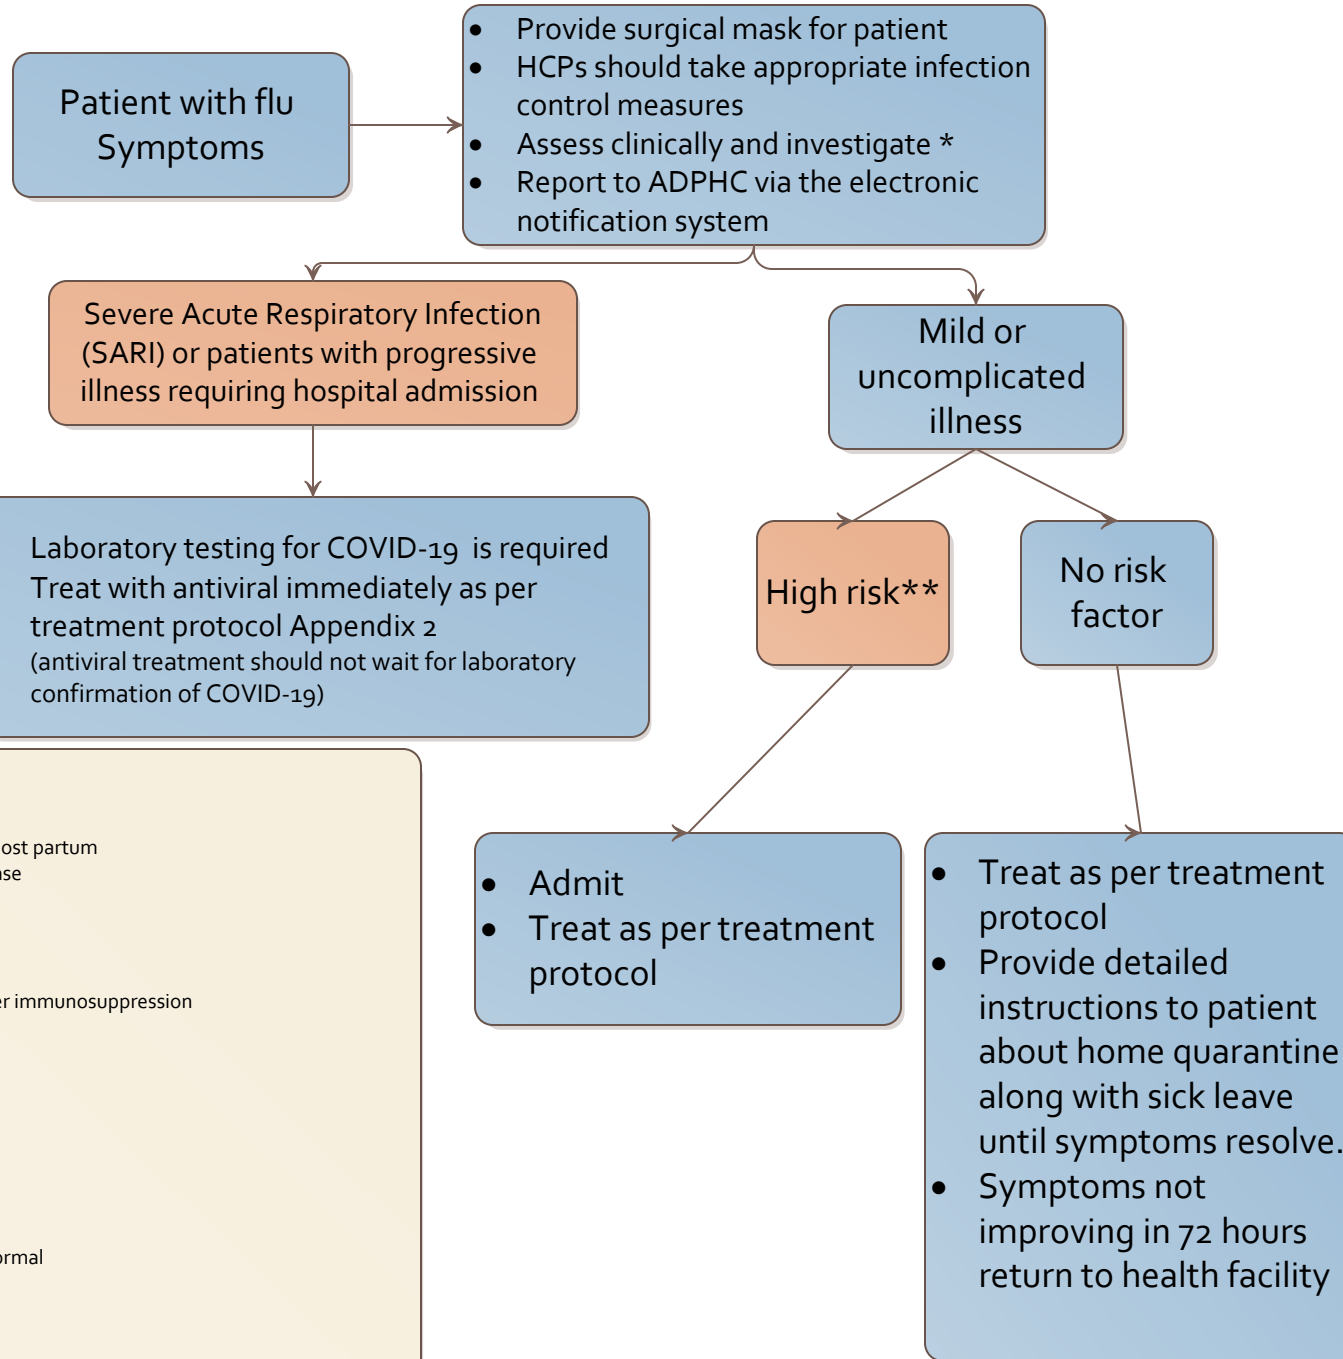 Patient with flu
Symptoms
• Provide surgical mask for patient
• HCPs should take appropriate infection
control measures
• Assess clinically and investigate *
• Report to ADPHC via the electronic
notification system
Severe Acute Respiratory Infection
(SARI) or patients with progressive
illness requiring hospital admission
Mild or
uncomplicated
illness
Laboratory testing for COVID-19 is required
Treat with antiviral immediately as per
treatment protocol Appendix 2
(antiviral treatment should not wait for laboratory
confirmation of COVID-19)
High risk**
No risk
factor
partum
immunosuppression
• Admit
• Treat as per treatment
protocol
• Treat as per treatment
protocol
• Provide detailed
instructions to patient
about home quarantine
along with sick leave
until symptoms resolve.
• Symptoms not
improving in 72 hours
return to health facility